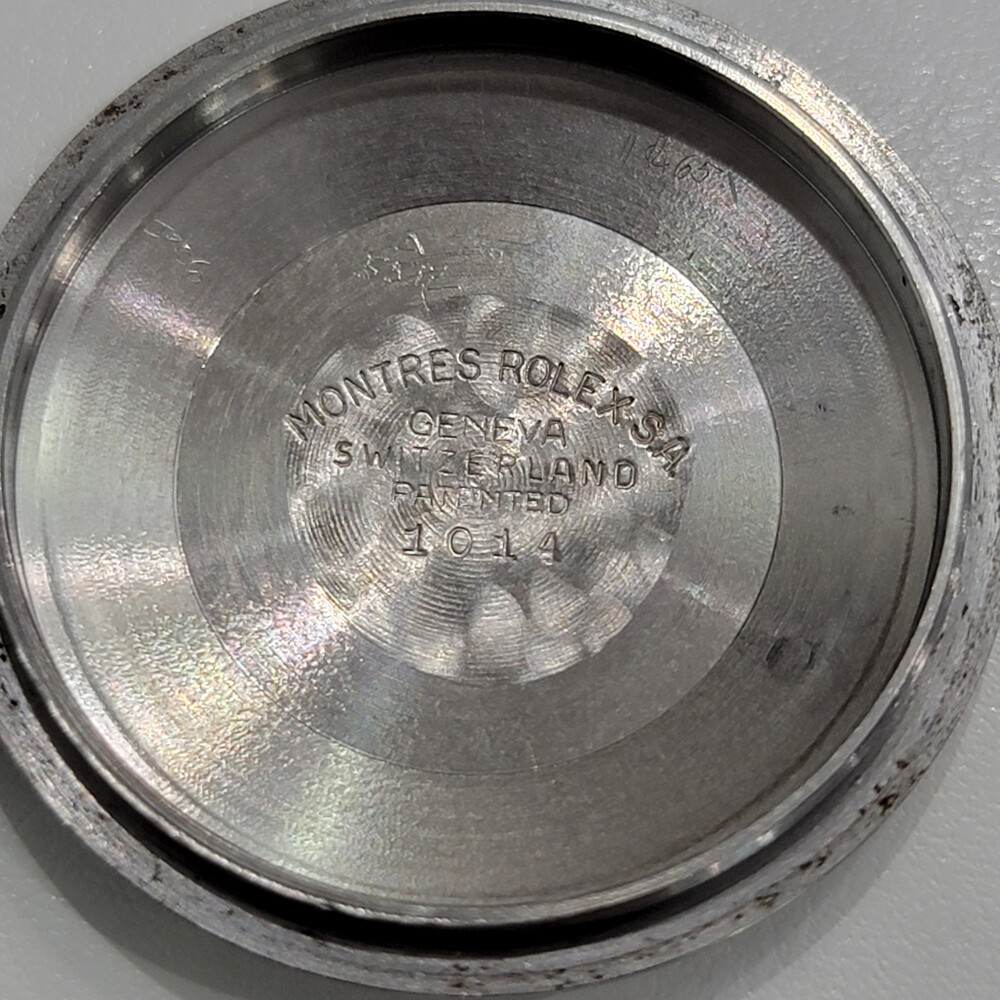 MONTRES ROLEX·S.A
GENEVA
SWITZERLAND
PATENTED
1014